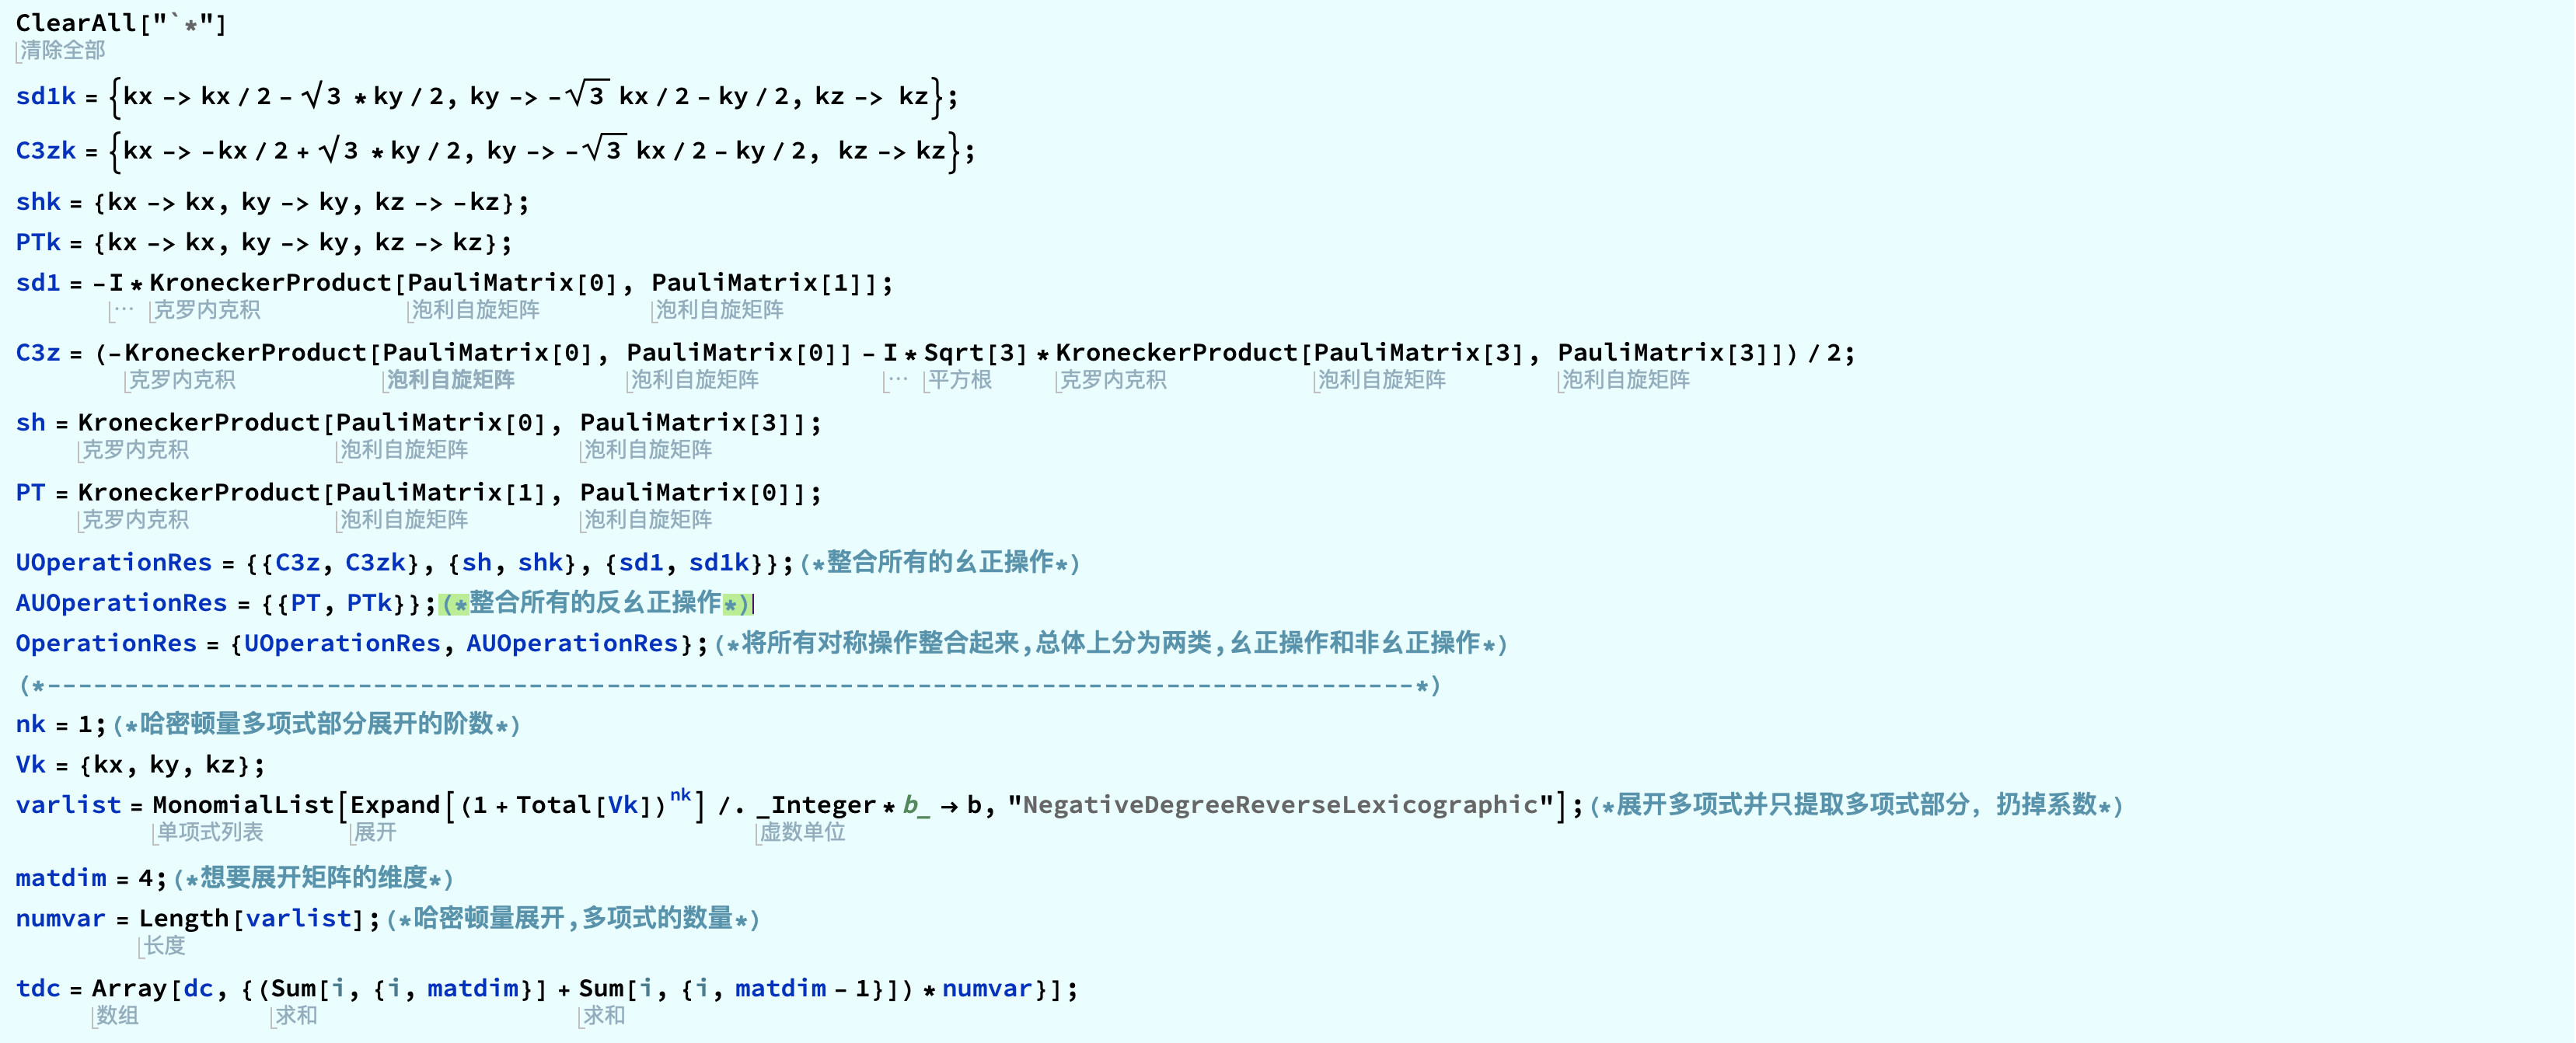 ClearAll["`*"]
清除全部
sd1k = {kx -> kx / 2 - √3 * ky / 2, ky -> -√3 kx / 2 - ky / 2, kz -> kz};
C3zk = {kx -> -kx / 2 + √3 * ky / 2, ky -> -√3 kx / 2 - ky / 2, kz -> kz};
shk = {kx -> kx, ky -> ky, kz -> -kz};
PTk = {kx -> kx, ky -> ky, kz -> kz};
sd1 = -I * KroneckerProduct[PauliMatrix[0], PauliMatrix[1]];
⋯ 克罗内克积 泡利自旋矩阵 泡利自旋矩阵
C3z = (-KroneckerProduct[PauliMatrix[0], PauliMatrix[0]] - I * Sqrt[3] * KroneckerProduct[PauliMatrix[3], PauliMatrix[3]]) / 2;
克罗内克积 泡利自旋矩阵 泡利自旋矩阵 ⋯ 平方根 克罗内克积 泡利自旋矩阵 泡利自旋矩阵
sh = KroneckerProduct[PauliMatrix[0], PauliMatrix[3]];
克罗内克积 泡利自旋矩阵 泡利自旋矩阵
PT = KroneckerProduct[PauliMatrix[1], PauliMatrix[0]];
克罗内克积 泡利自旋矩阵 泡利自旋矩阵
UOperationRes = {{C3z, C3zk}, {sh, shk}, {sd1, sd1k}};(*整合所有的幺正操作*)
AUOperationRes = {{PT, PTk}};(*整合所有的反幺正操作*)
OperationRes = {UOperationRes, AUOperationRes};(*将所有对称操作整合起来,总体上分为两类,幺正操作和非幺正操作*)
(*-----------------------------------------------------------------------------------------*)
nk = 1;(*哈密顿量多项式部分展开的阶数*)
Vk = {kx, ky, kz};
varlist = MonomialList[Expand[(1 + Total[Vk])^nk] /. _Integer * b_ → b, "NegativeDegreeReverseLexicographic"];(*展开多项式并只提取多项式部分，扔掉系数*)
单项式列表 展开 虚数单位
matdim = 4;(*想要展开矩阵的维度*)
numvar = Length[varlist];(*哈密顿量展开,多项式的数量*)
长度
tdc = Array[dc, {(Sum[i, {i, matdim}] + Sum[i, {i, matdim - 1}]) * numvar}];
数组 求和 求和